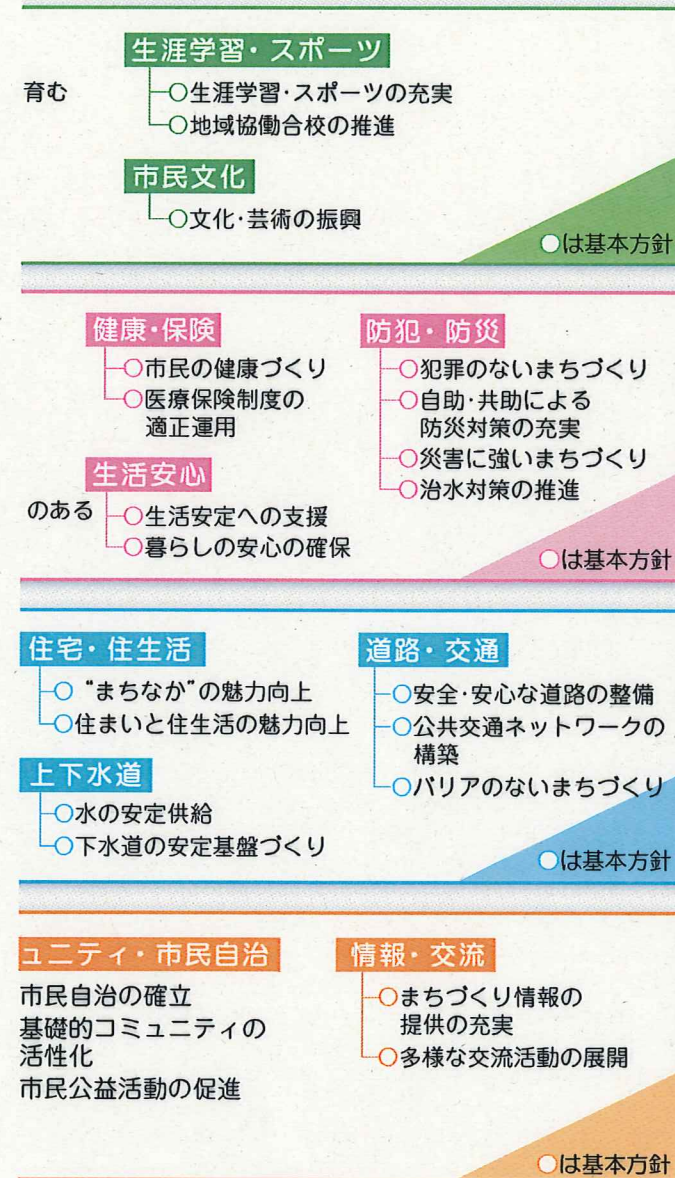 生涯学習・スポーツ
育む
○生涯学習・スポーツの充実
○地域協働合校の推進
市民文化
○文化・芸術の振興
○は基本方針
健康・保険
○市民の健康づくり
○医療保険制度の
適正運用
生活安心
のある
○生活安定への支援
○暮らしの安心の確保
防犯・防災
○犯罪のないまちづくり
○自助・共助による
防災対策の充実
○災害に強いまちづくり
○治水対策の推進
○は基本方針
住宅・住生活
○“まちなか”の魅力向上
○住まいと住生活の魅力向上
上下水道
○水の安定供給
○下水道の安定基盤づくり
道路・交通
○安全・安心な道路の整備
○公共交通ネットワークの
構築
○バリアのないまちづくり
○は基本方針
ュニティ・市民自治
市民自治の確立
基礎的コミュニティの
活性化
市民公益活動の促進
情報・交流
○まちづくり情報の
提供の充実
○多様な交流活動の展開
○は基本方針